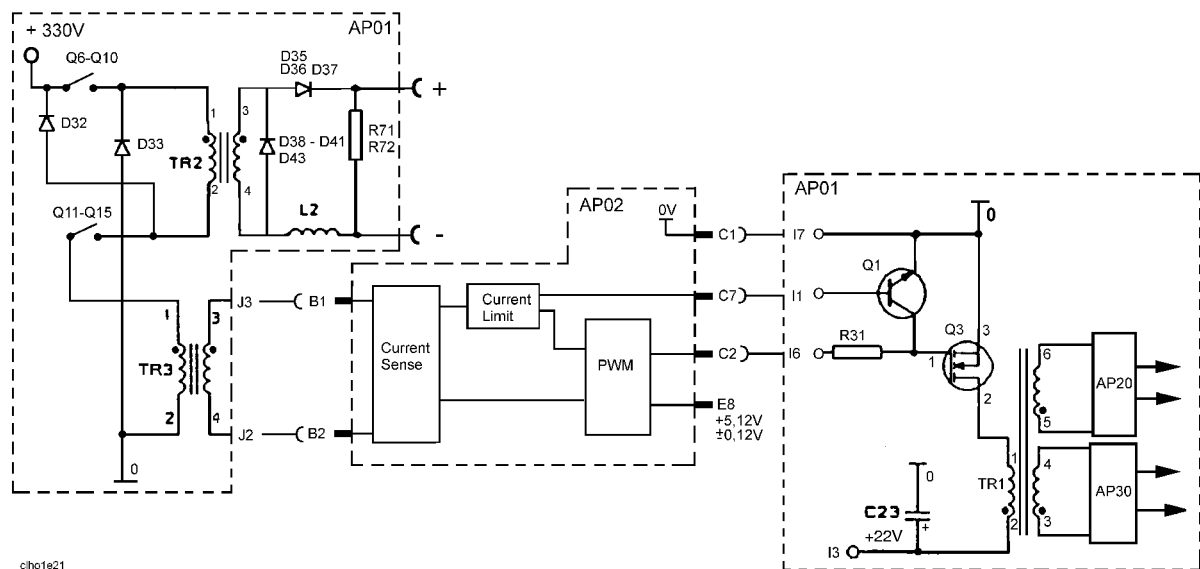 + 330V
AP01
Q6-Q10
D35
D36 D37
+
D32
D33
1
3
TR2
D38 - D41
D43
R71
R72
2
4
L2
-
Q11-Q15
AP02
0V
C1
AP01
I7
0
Q1
J3
B1
Current
Limit
C7
I1
1
3
Current
Sense
PWM
C2
I6
R31
Q3
3
1
2
TR3
2
4
J2
B2
E8
+5,12V
±0,12V
6
AP20
5
0
0
C23
+
+22V
I3
TR1
1
2
4
3
AP30
clho1e21